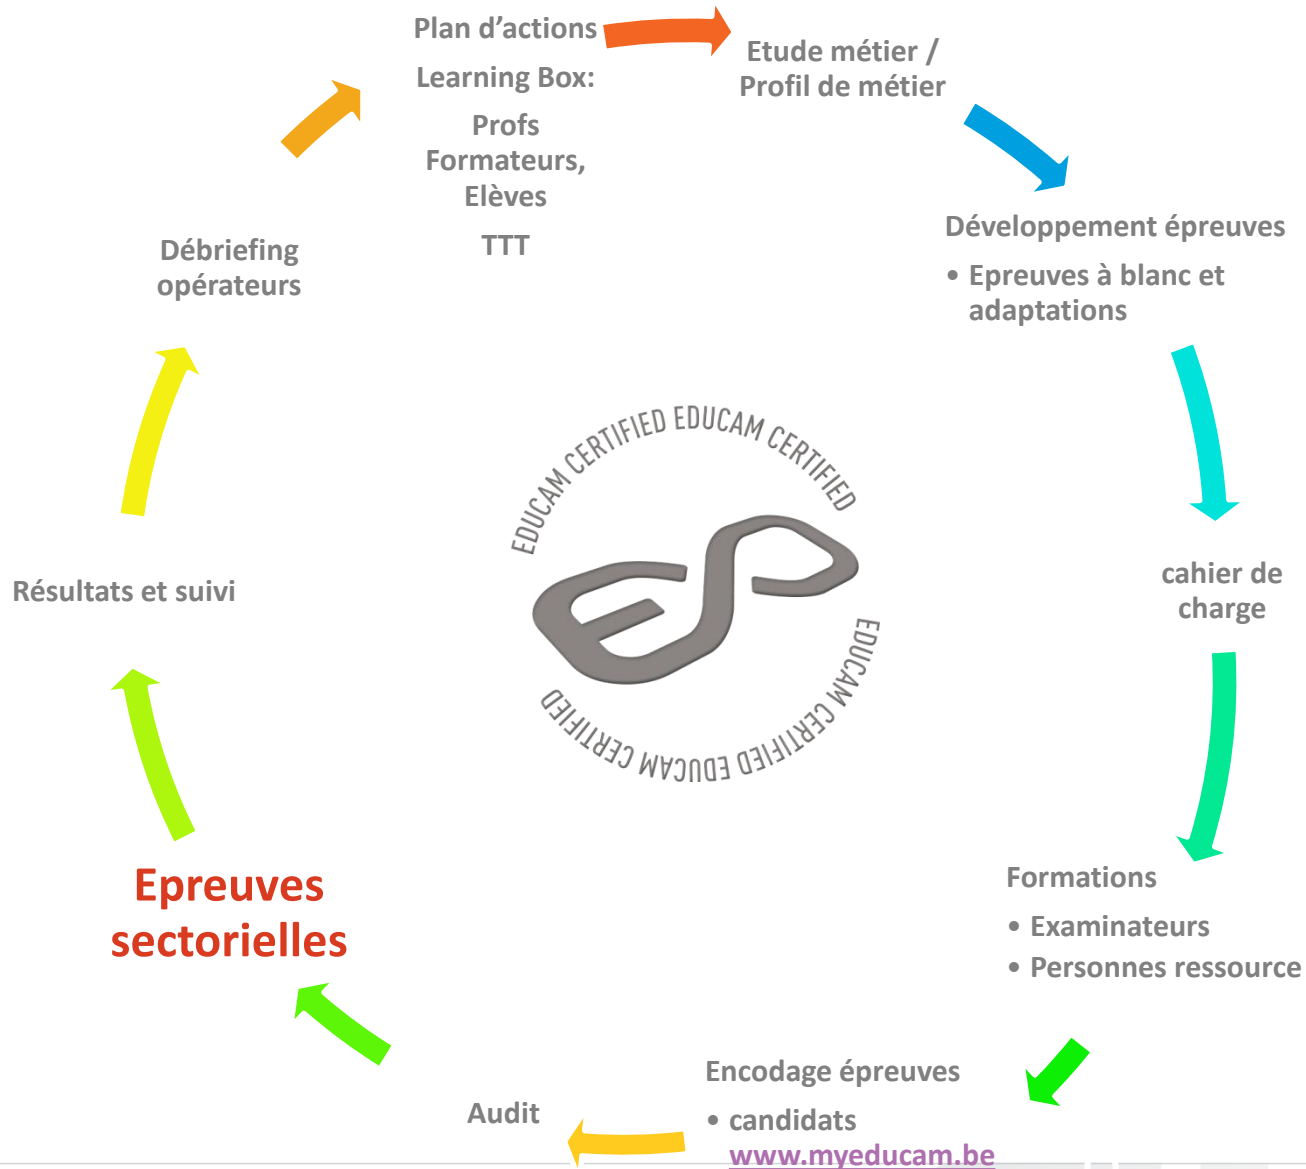 Plan d’actions
Learning Box:
Profs
Formateurs,
Elèves
TTT
Etude métier /
Profil de métier
Développement épreuves
• Epreuves à blanc et
adaptations
cahier de
charge
Formations
• Examinateurs
• Personnes ressource
Encodage épreuves
• candidats
www.myeducam.be
Audit
Epreuves
sectorielles
Résultats et suivi
Débriefing
opérateurs
EDUCAM CERTIFIED EDUCAM CERTIFIED
EDUCAM CERTIFIED EDUCAM CERTIFIED